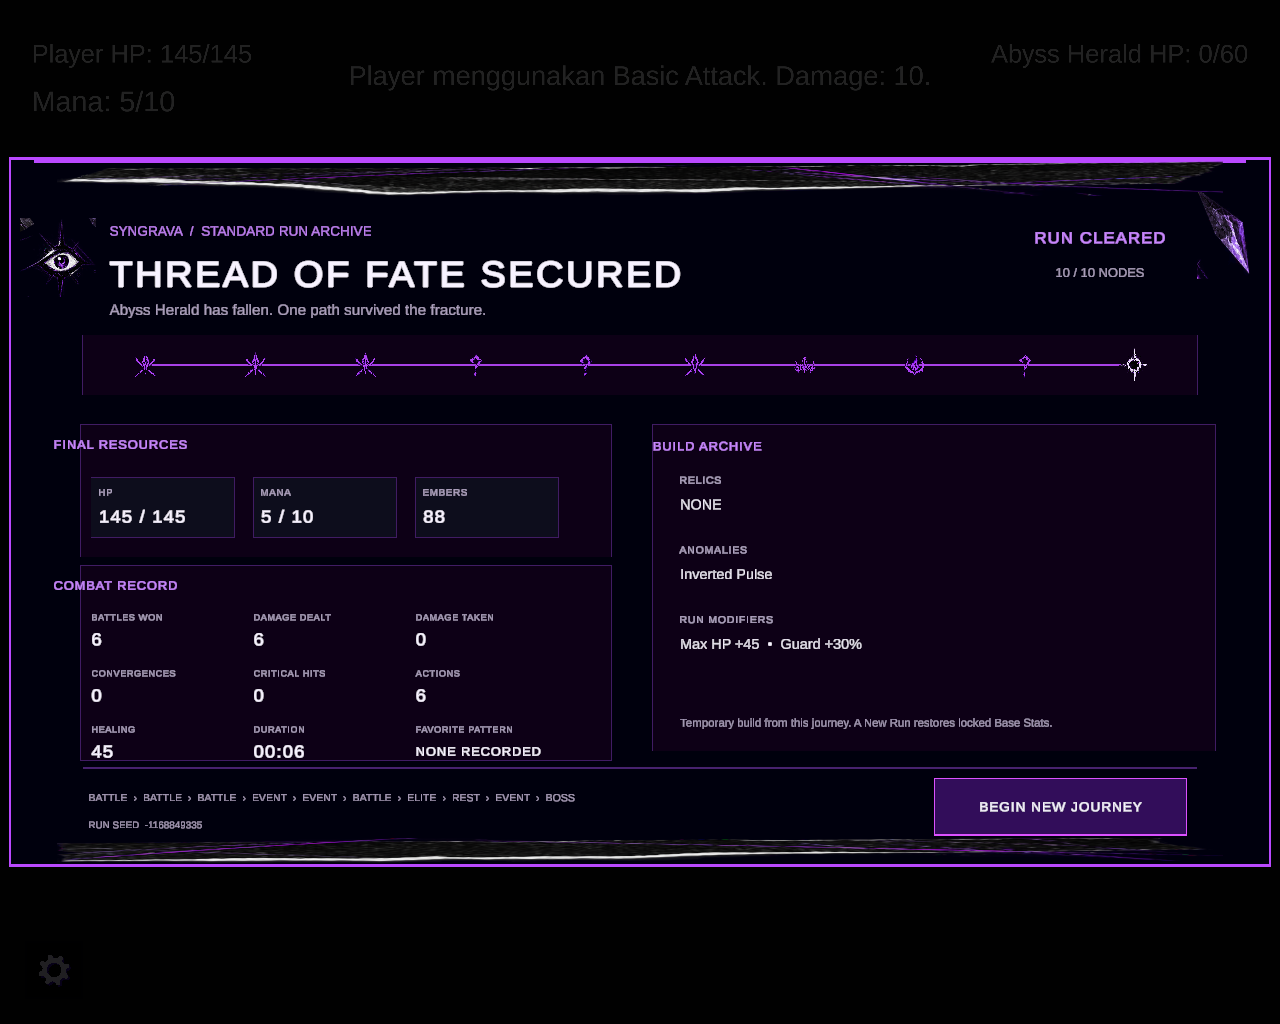 Player HP: 145/145
Abyss Herald HP: 0/60
Player menggunakan Basic Attack. Damage: 10.
Mana: 5/10
SYNGRAVA / STANDARD RUN ARCHIVE
THREAD OF FATE SECURED
Abyss Herald has fallen. One path survived the fracture.
RUN CLEARED
10 / 10 NODES
FINAL RESOURCES
HP
145 / 145
MANA
5 / 10
EMBERS
88
COMBAT RECORD
BATTLES WON
6
DAMAGE DEALT
6
DAMAGE TAKEN
0
CONVERGENCES
0
CRITICAL HITS
0
ACTIONS
6
HEALING
45
DURATION
00:06
FAVORITE PATTERN
NONE RECORDED
BUILD ARCHIVE
RELICS
NONE
ANOMALIES
Inverted Pulse
RUN MODIFIERS
Max HP +45 • Guard +30%
Temporary build from this journey. A New Run restores locked Base Stats.
BATTLE › BATTLE › BATTLE › EVENT › EVENT › BATTLE › ELITE › REST › EVENT › BOSS
RUN SEED -1168849335
BEGIN NEW JOURNEY